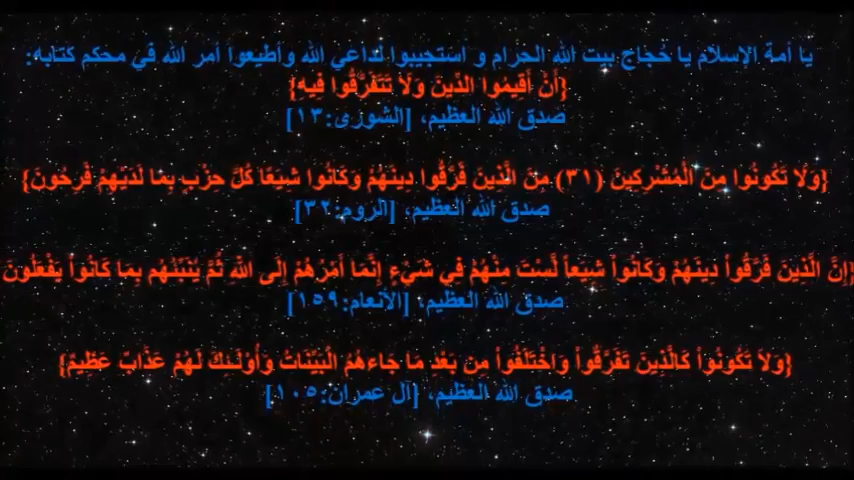 يا أمة الإسلام يا حُجاج بيت الله الحرام و استجيبوا لداعي الله وأطيعوا أمر الله في محكم كتابه:
{أَنْ أَقِيمُوا الدِّينَ وَلَا تَتَفَرَّقُوا فِيهِ}
صدق الله العظيم، [الشورى:١٣]
{وَلَا تَكُونُوا مِنَ الْمُشْرِكِينَ (٣١) مِنَ الَّذِينَ فَرَّقُوا دِينَهُمْ وَكَانُوا شِيَعًا كُلُّ حِزْبٍ بِمَا لَدَيْهِمْ فَرِحُونَ}
صدق الله العظيم، [الروم:٣٢]
{إِنَّ الَّذِينَ فَرَّقُواْ دِينَهُمْ وَكَانُواْ شِيَعاً لَّسْتَ مِنْهُمْ فِي شَيْءٍ إِنَّمَا أَمْرُهُمْ إِلَى اللّهِ ثُمَّ يُنَبِّئُهُم بِمَا كَانُواْ يَفْعَلُونَ
صدق الله العظيم، [الأنعام:١٥٩]
{وَلاَ تَكُونُواْ كَالَّذِينَ تَفَرَّقُواْ وَاخْتَلَفُواْ مِن بَعْدِ مَا جَاءهُمُ الْبَيِّنَاتُ وَأُوْلَئِكَ لَهُمْ عَذَابٌ عَظِيمٌ}
صدق الله العظيم، [آل عمران:١٠٥]